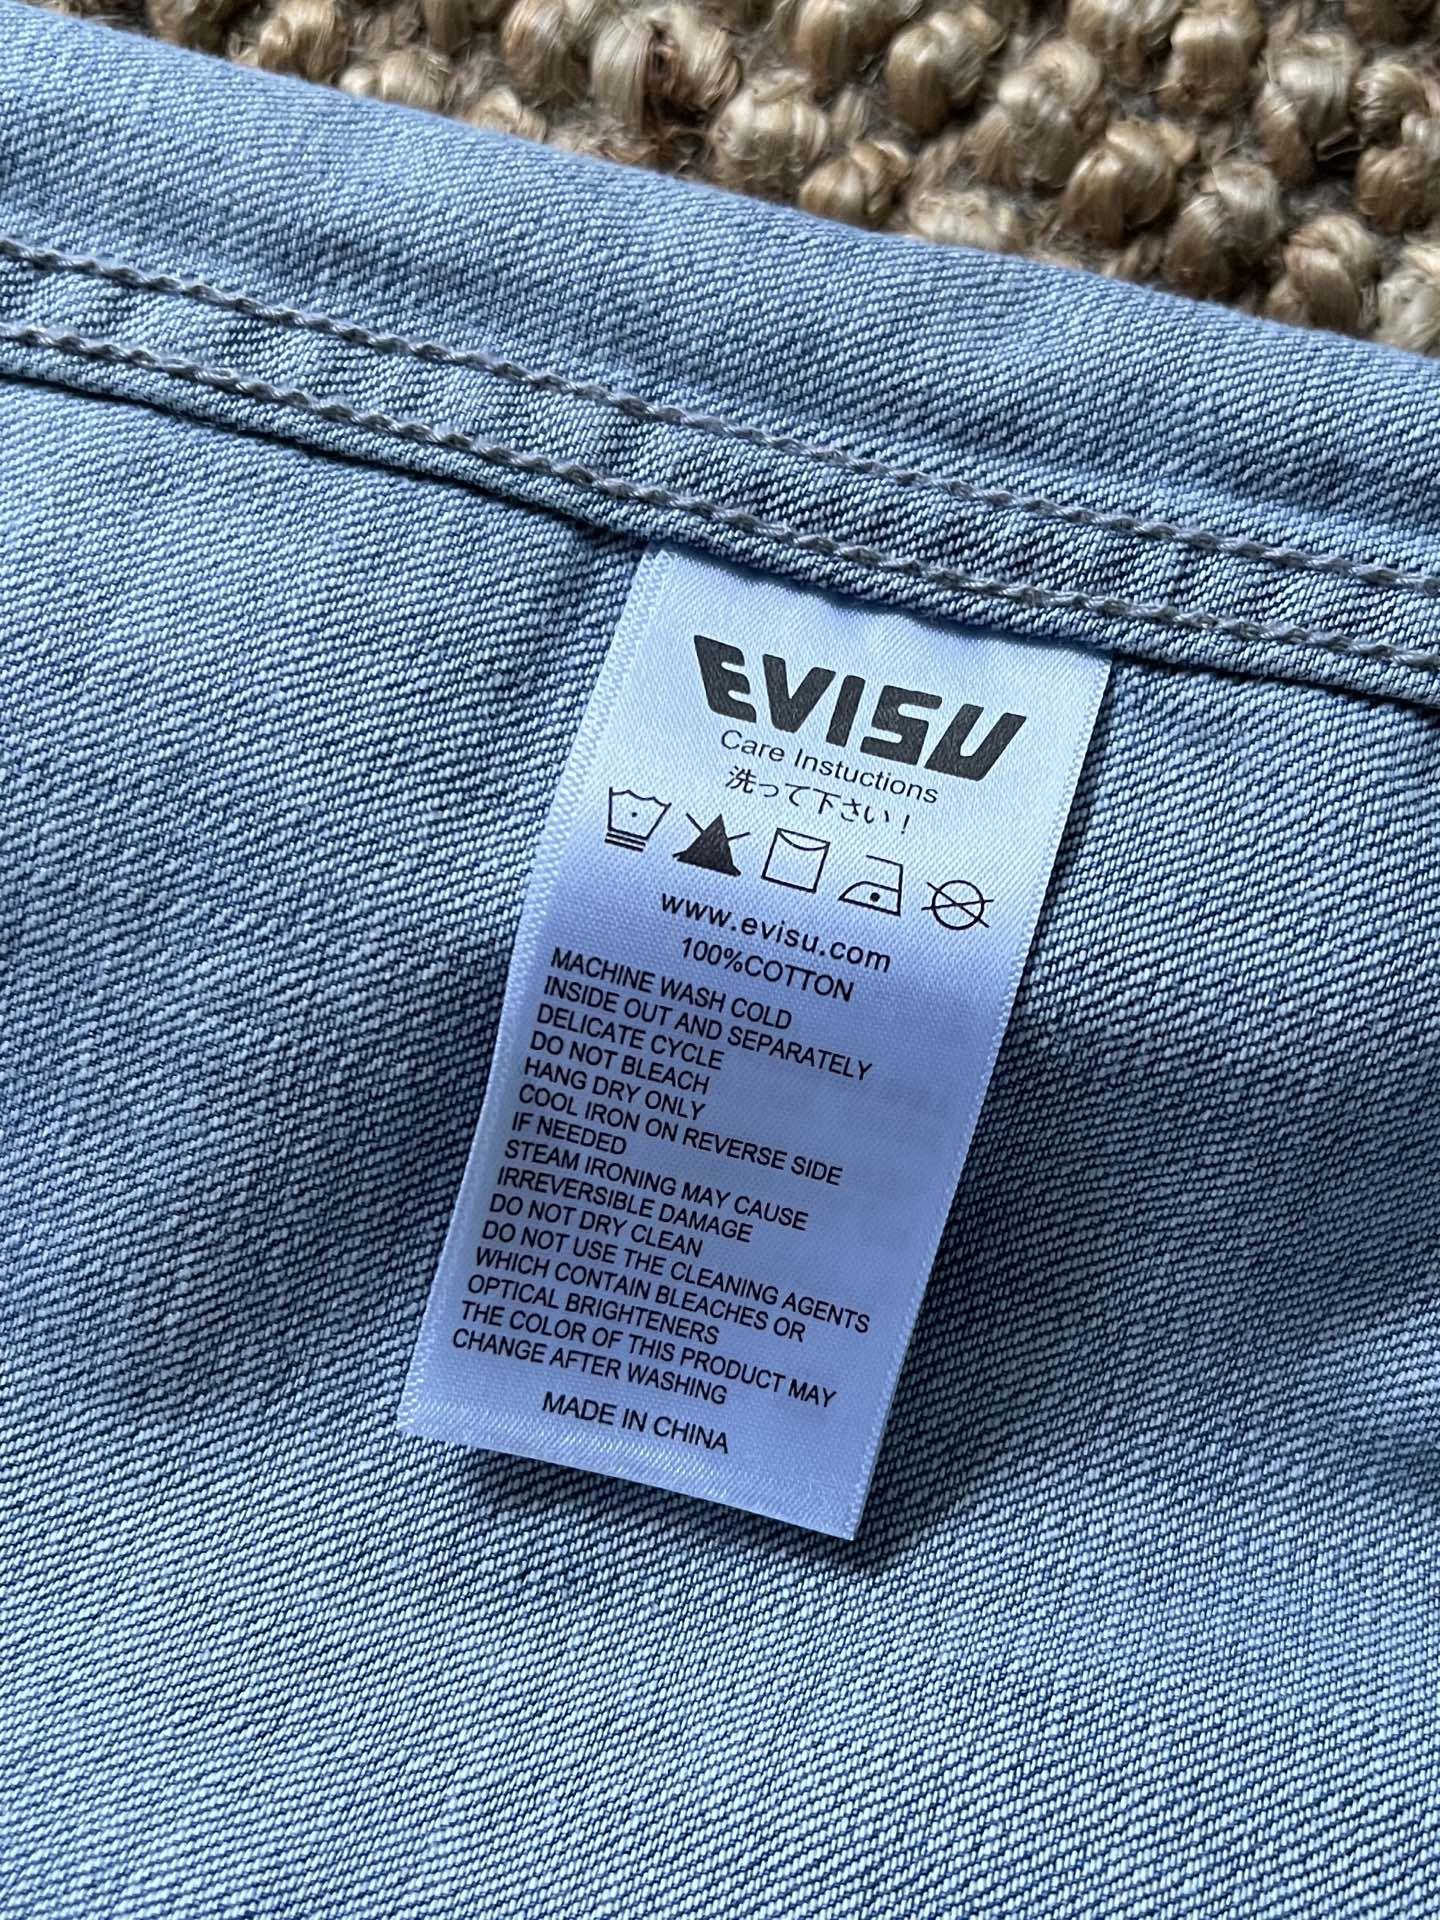 EVISU
Care Instuctions
洗って下さい！
www.evisu.com
100%COTTON
MACHINE WASH COLD
INSIDE OUT AND SEPARATELY
DELICATE CYCLE
DO NOT BLEACH
HANG DRY ONLY
COOL IRON ON REVERSE SIDE
IF NEEDED
STEAM IRONING MAY CAUSE
IRREVERSIBLE DAMAGE
DO NOT DRY CLEAN
DO NOT USE THE CLEANING AGENTS
WHICH CONTAIN BLEACHES OR
OPTICAL BRIGHTENERS
THE COLOR OF THIS PRODUCT MAY
CHANGE AFTER WASHING
MADE IN CHINA